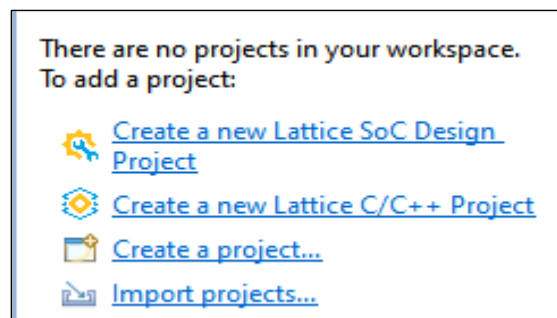 There are no projects in your workspace.
To add a project:
Create a new Lattice SoC Design
Project
Create a new Lattice C/C++ Project
Create a project...
Import projects...